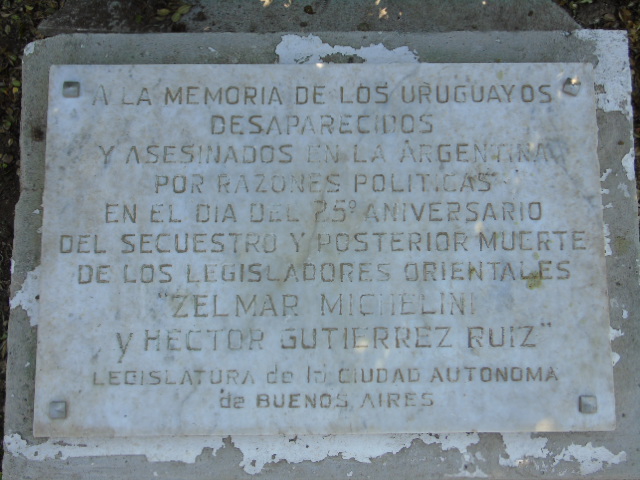 A LA MEMORIA DE LOS URUGUAYOS
DESAPARECIDOS
Y ASESINADOS EN LA ARGENTINA
POR RAZONES POLITICAS
EN EL DIA DEL 25º ANIVERSARIO
DEL SECUESTRO Y POSTERIOR MUERTE
DE LOS LEGISLADORES ORIENTALES
"ZELMAR MICHELINI
y HECTOR GUTIERREZ RUIZ"
LEGISLATURA de la CIUDAD AUTONOMA
de BUENOS AIRES